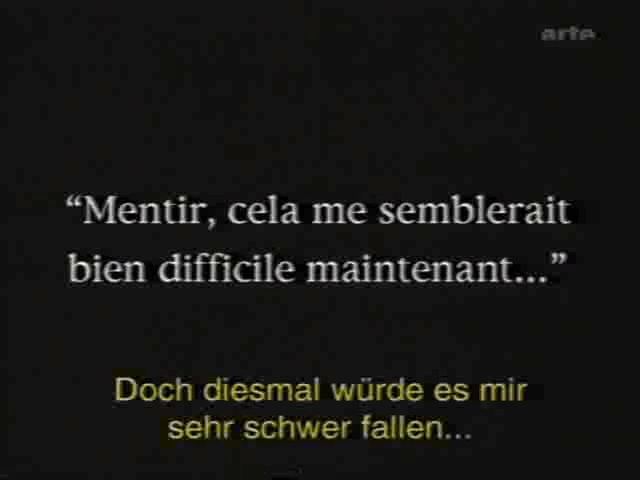 arte
“Mentir, cela me semblerait
bien difficile maintenant...”
Doch diesmal würde es mir
sehr schwer fallen...